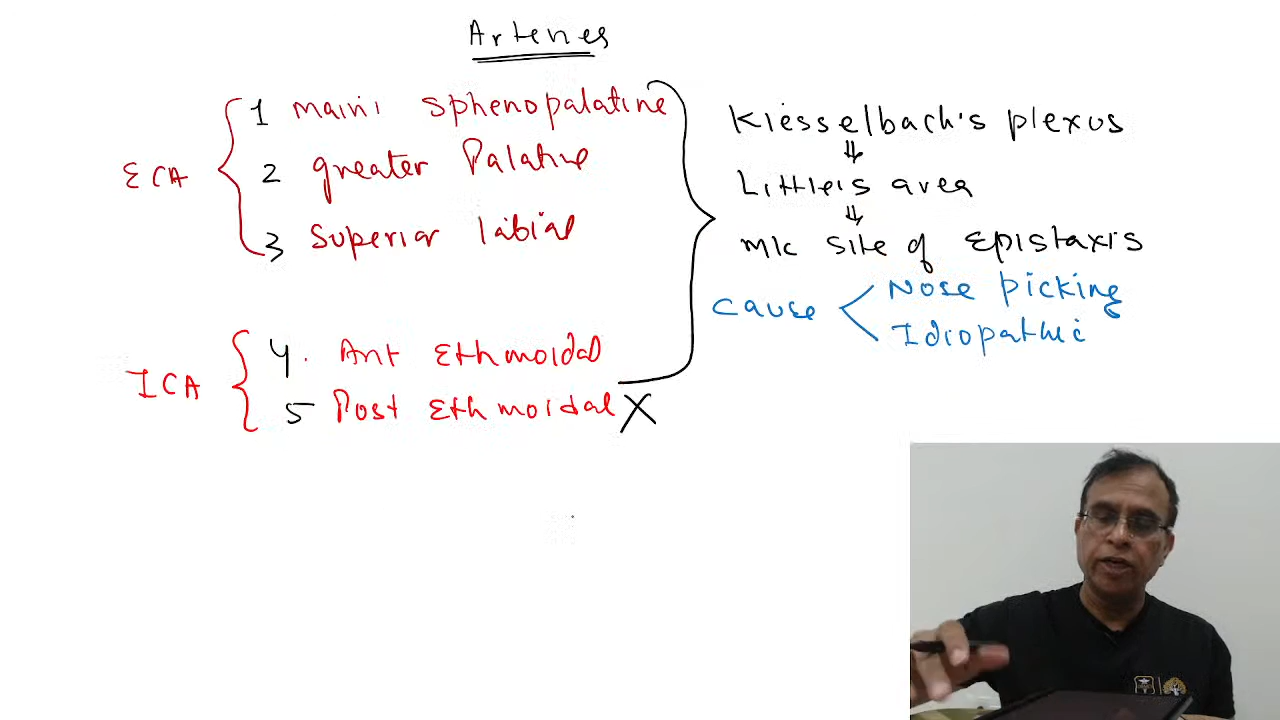 Arteries
ECA
1 main: sphenopalatine
2 greater Palatine
3 Superior labial
ICA
4. Ant Ethmoidal
5 Post Ethmoidal X
Kiesselbach's plexus
⇓
Little's area
⇓
M/c site of Epistaxis
Cause
Nose picking
Idiopathic